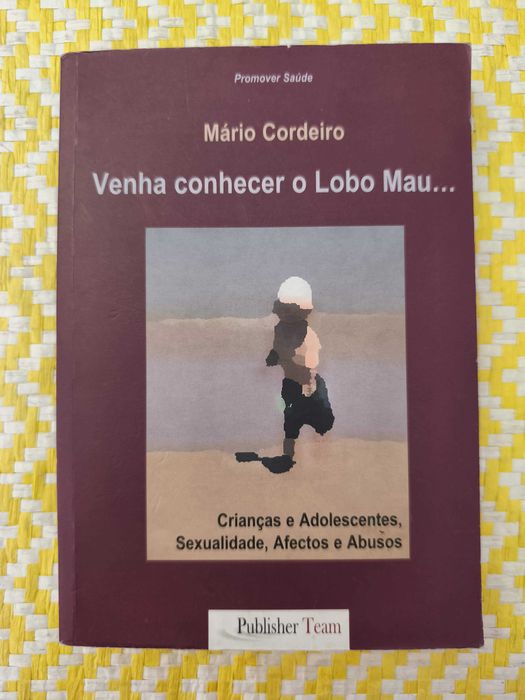 Promover Saúde
Mário Cordeiro
Venha conhecer o Lobo Mau...
Crianças e Adolescentes,
Sexualidade, Afectos e Abusos
Publisher Team